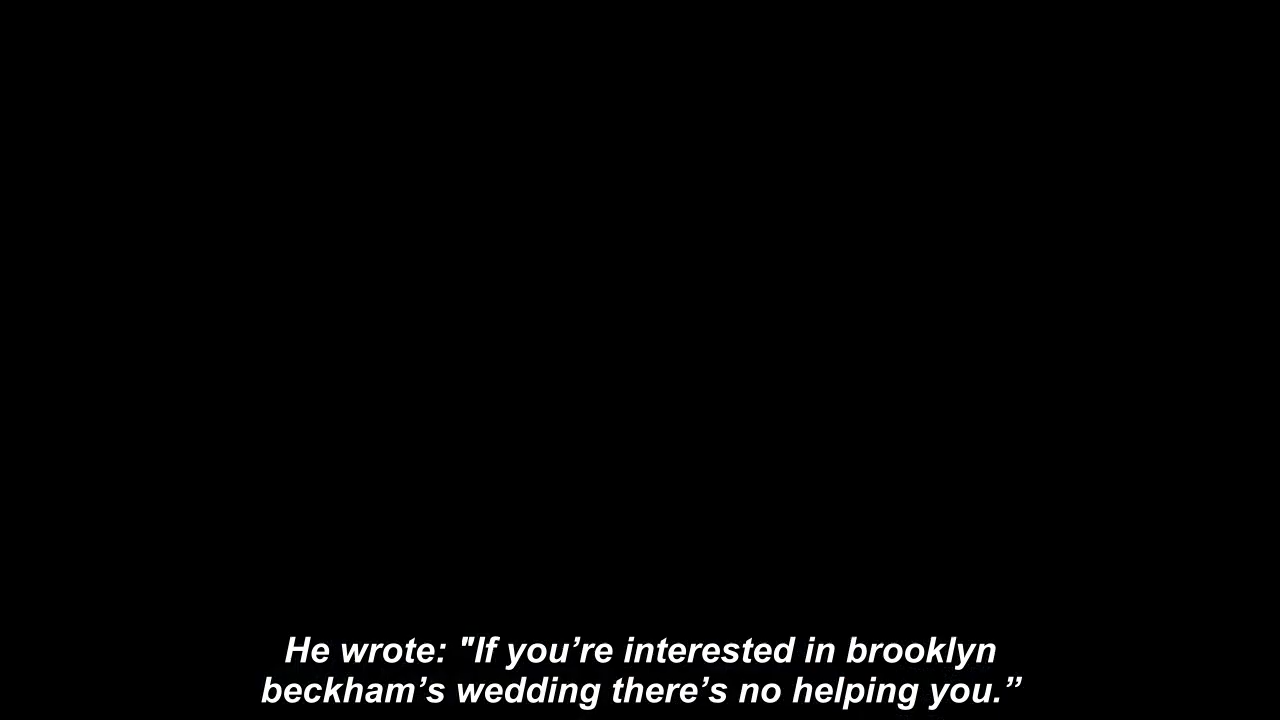 He wrote: "If you’re interested in brooklyn
beckham’s wedding there’s no helping you.”